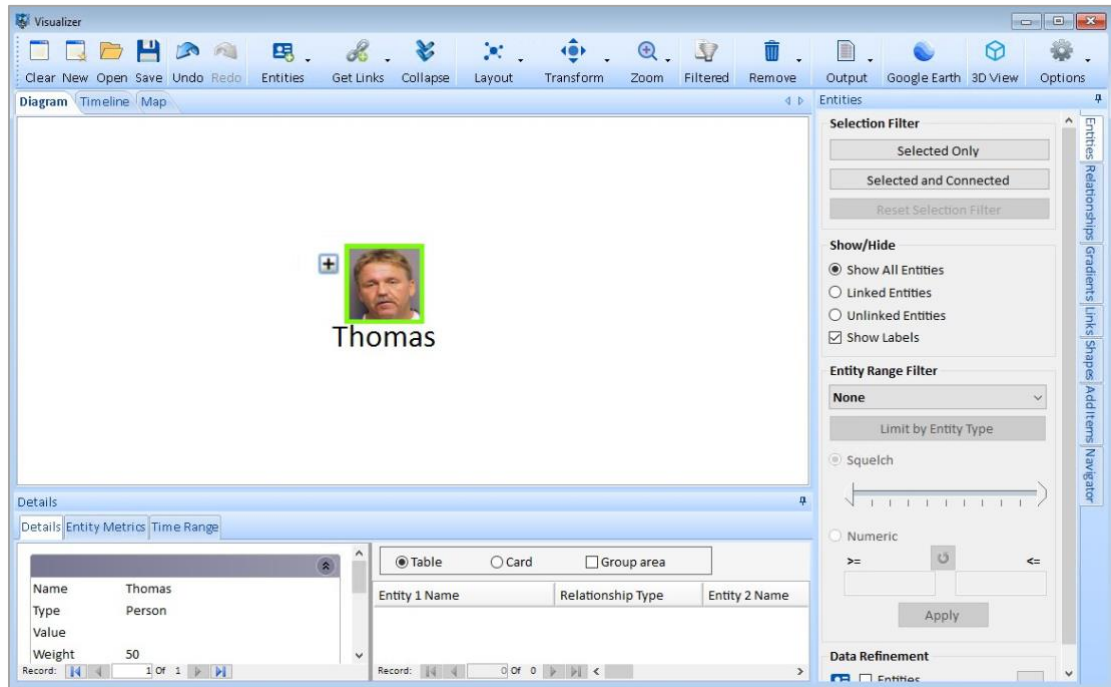 Visualizer
Clear New Open Save Undo Redo Entities Get Links Collapse Layout Transform Zoom Filtered Remove Output Google Earth 3D View Options
Diagram Timeline Map
Thomas
Details
Details Entity Metrics Time Range
Name Thomas
Type Person
Value
Weight 50
Record: 1 Of 1
Table Card Group area
Entity 1 Name Relationship Type Entity 2 Name
Record: 0 Of 0
Entities
Selection Filter
Selected Only
Selected and Connected
Reset Selection Filter
Show/Hide
Show All Entities
Linked Entities
Unlinked Entities
Show Labels
Entity Range Filter
None
Limit by Entity Type
Squelch
Numeric
>= <=
Apply
Data Refinement
Entities
Entities
Relationships
Gradients
Links
Shapes
Add Items
Navigator